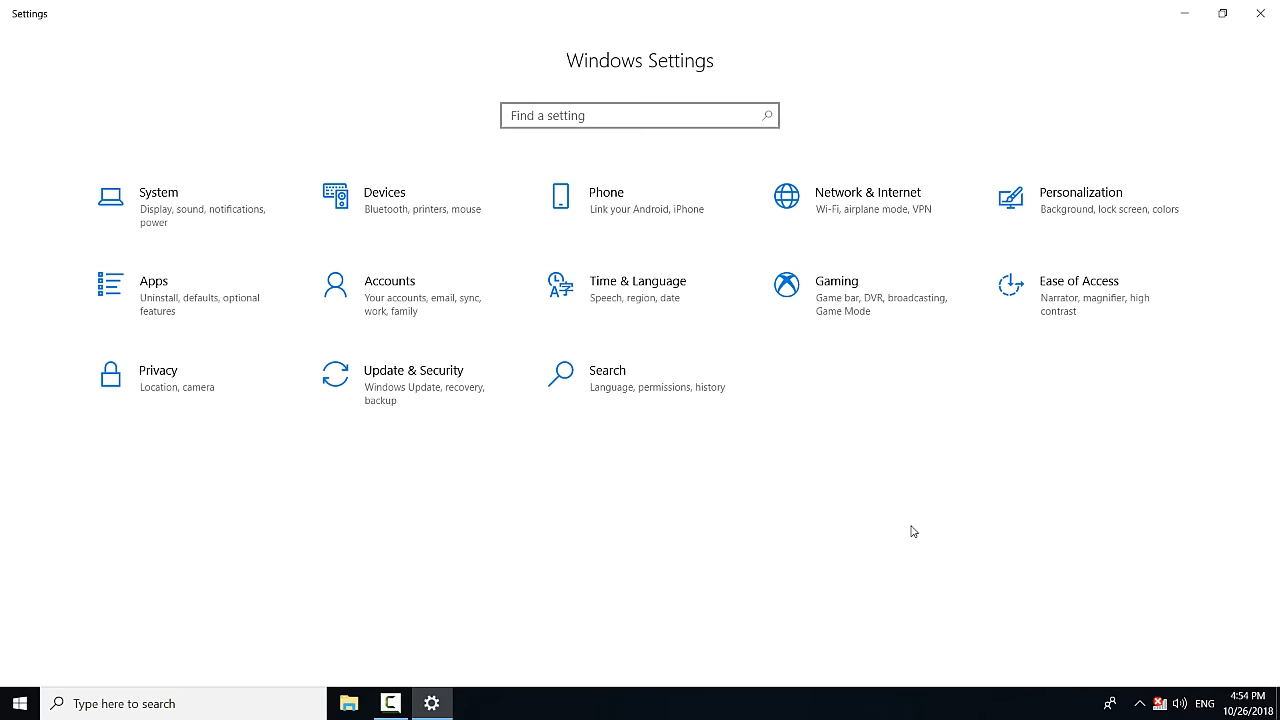 Settings
Windows Settings
Find a setting
System
Display, sound, notifications,
power
Devices
Bluetooth, printers, mouse
Phone
Link your Android, iPhone
Network & Internet
Wi-Fi, airplane mode, VPN
Personalization
Background, lock screen, colors
Apps
Uninstall, defaults, optional
features
Accounts
Your accounts, email, sync,
work, family
Time & Language
Speech, region, date
Gaming
Game bar, DVR, broadcasting,
Game Mode
Ease of Access
Narrator, magnifier, high
contrast
Privacy
Location, camera
Update & Security
Windows Update, recovery,
backup
Search
Language, permissions, history
Type here to search
ENG
4:54 PM
10/26/2018